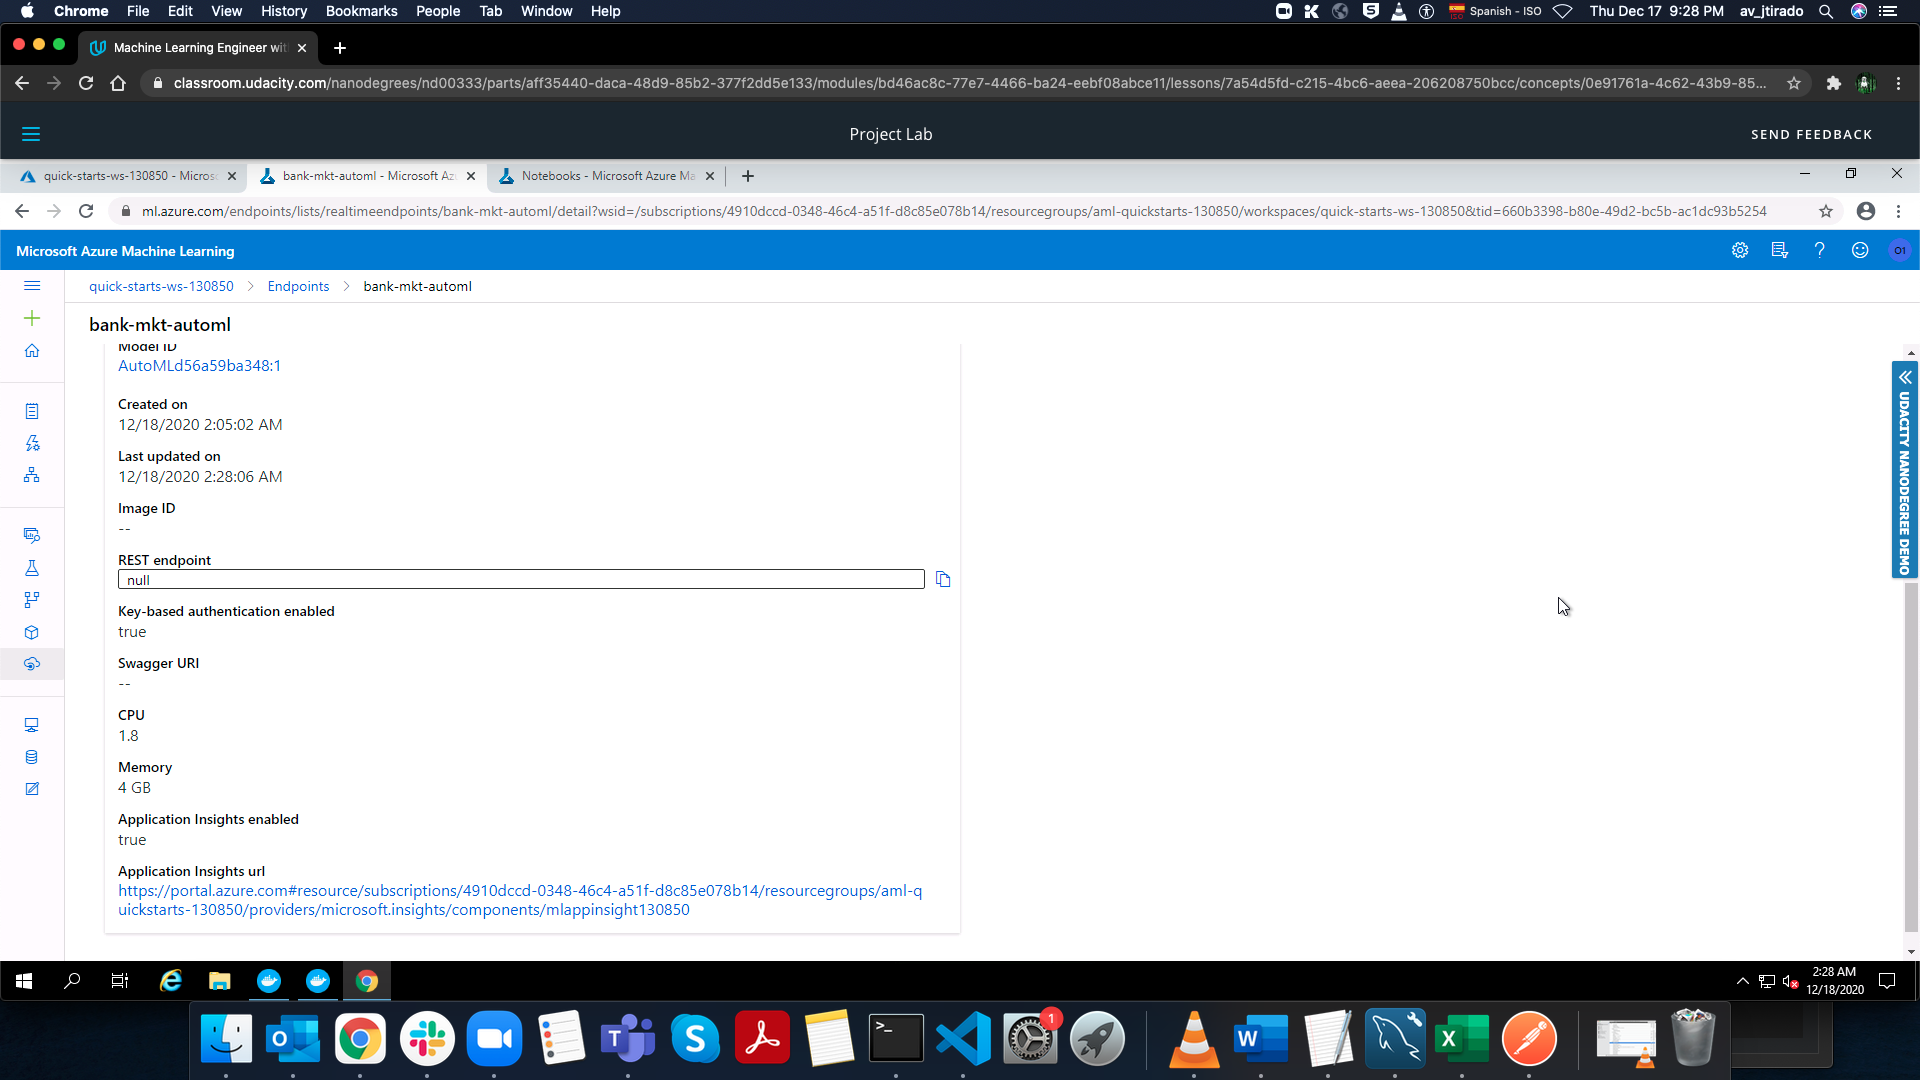 Chrome File Edit View History Bookmarks People Tab Window Help
Spanish - ISO Thu Dec 17 9:28 PM av_jtirado
Machine Learning Engineer wit
classroom.udacity.com/nanodegrees/nd00333/parts/aff35440-daca-48d9-85b2-377f2dd5e133/modules/bd46ac8c-77e7-4466-ba24-eebf08abce11/lessons/7a54d5fd-c215-4bc6-aeea-206208750bcc/concepts/0e91761a-4c62-43b9-85...
Project Lab
SEND FEEDBACK
quick-starts-ws-130850 - Micros
bank-mkt-automl - Microsoft Az
Notebooks - Microsoft Azure Ma
ml.azure.com/endpoints/lists/realtimeendpoints/bank-mkt-automl/detail?wsid=/subscriptions/4910dccd-0348-46c4-a51f-d8c85e078b14/resourcegroups/aml-quickstarts-130850/workspaces/quick-starts-ws-130850&tid=660b3398-b80e-49d2-bc5b-ac1dc93b5254
Microsoft Azure Machine Learning
O1
quick-starts-ws-130850 > Endpoints > bank-mkt-automl
bank-mkt-automl
Model ID
AutoMLd56a59ba348:1
Created on
12/18/2020 2:05:02 AM
Last updated on
12/18/2020 2:28:06 AM
Image ID
--
REST endpoint
null
Key-based authentication enabled
true
Swagger URI
--
CPU
1.8
Memory
4 GB
Application Insights enabled
true
Application Insights url
https://portal.azure.com#resource/subscriptions/4910dccd-0348-46c4-a51f-d8c85e078b14/resourcegroups/aml-q
uickstarts-130850/providers/microsoft.insights/components/mlappinsight130850
UDACITY NANODEGREE DEMO
2:28 AM
12/18/2020
1